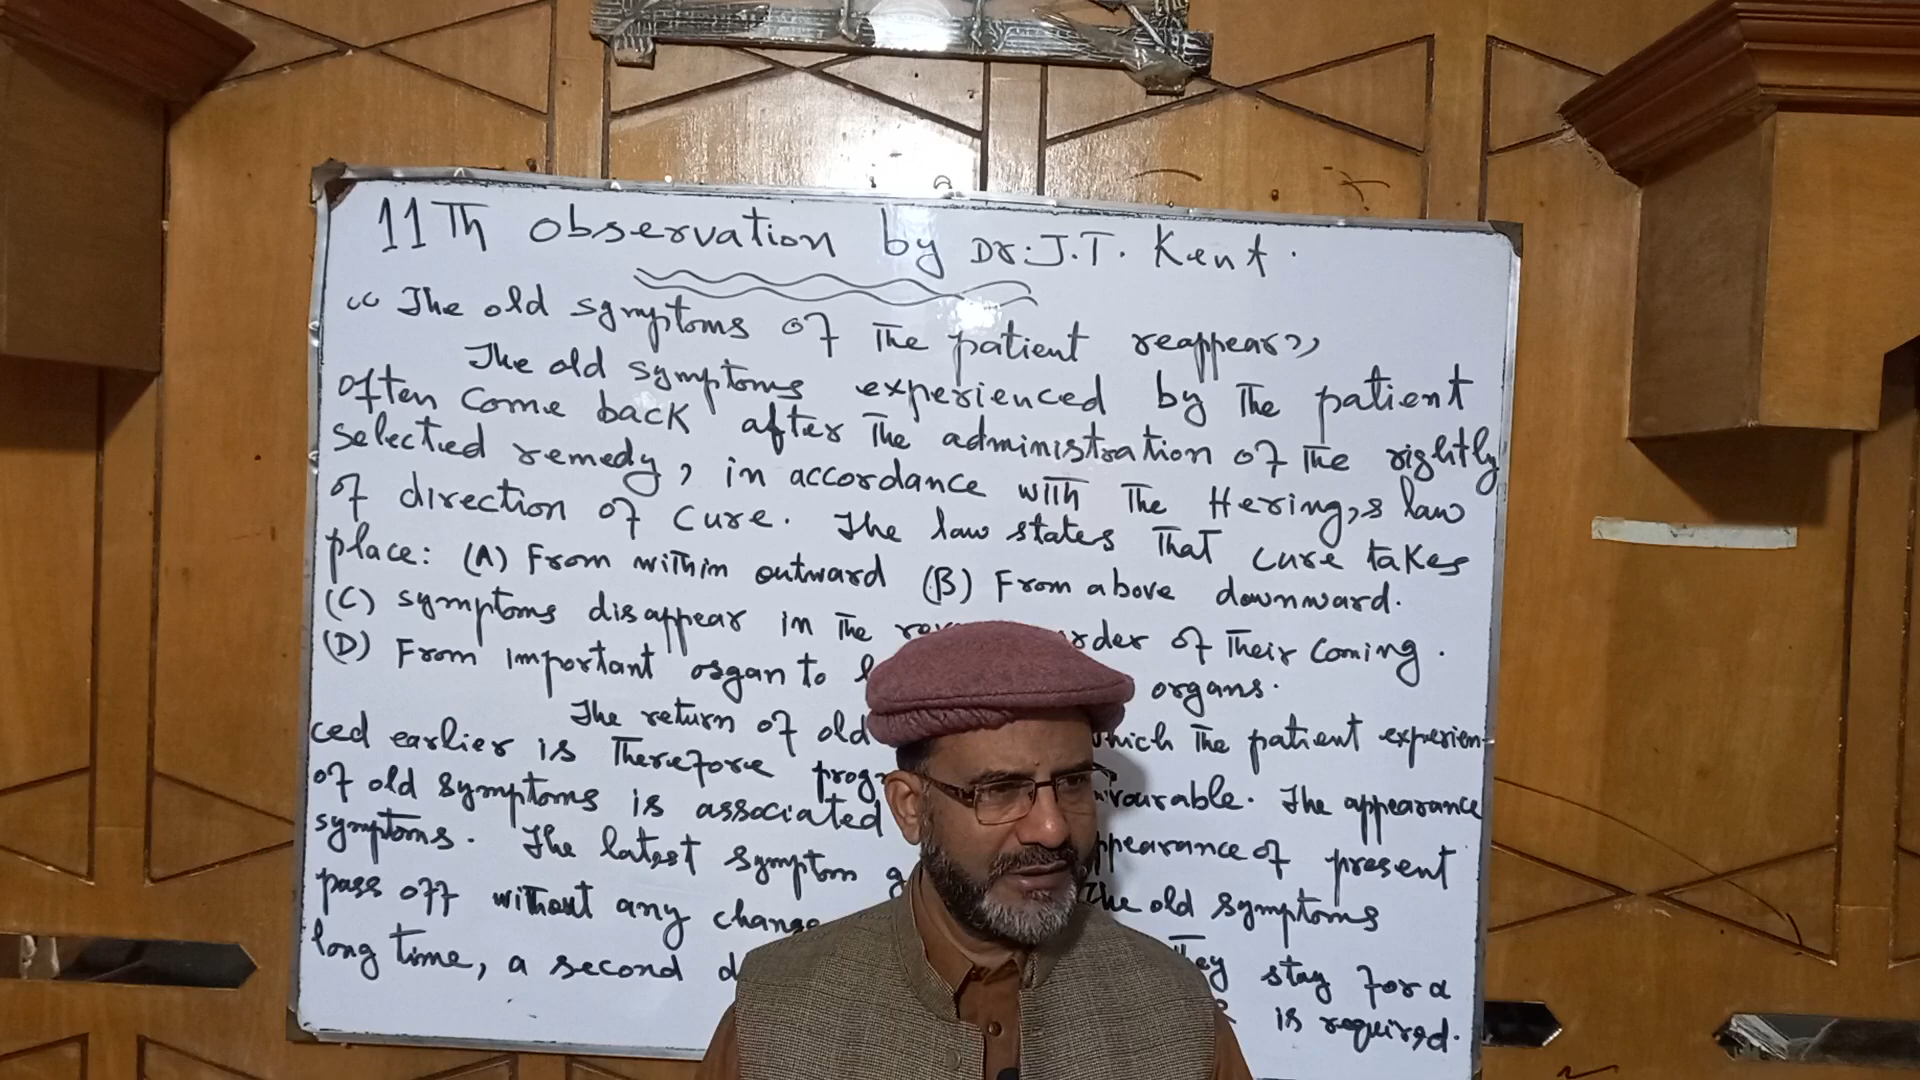 11Th observation by Dr: J.T. Kent.
"The old symptoms of The patient reappear"
The old symptoms experienced by The patient
often come back after The administration of The rightly
selected remedy, in accordance with The Hering,s law
of direction of cure. The law states That cure takes
place: (A) From within outward (B) From above downward.
(C) symptoms disappear in The order of Their coming.
(D) From important organ to organs.
The return of old which The patient experien-
ced earlier is Therefore favourable. The appearance
of old symptoms is associated disappearance of present
symptoms. The latest symptom The old symptoms
pass off without any change They stay for a
long time, a second is required.